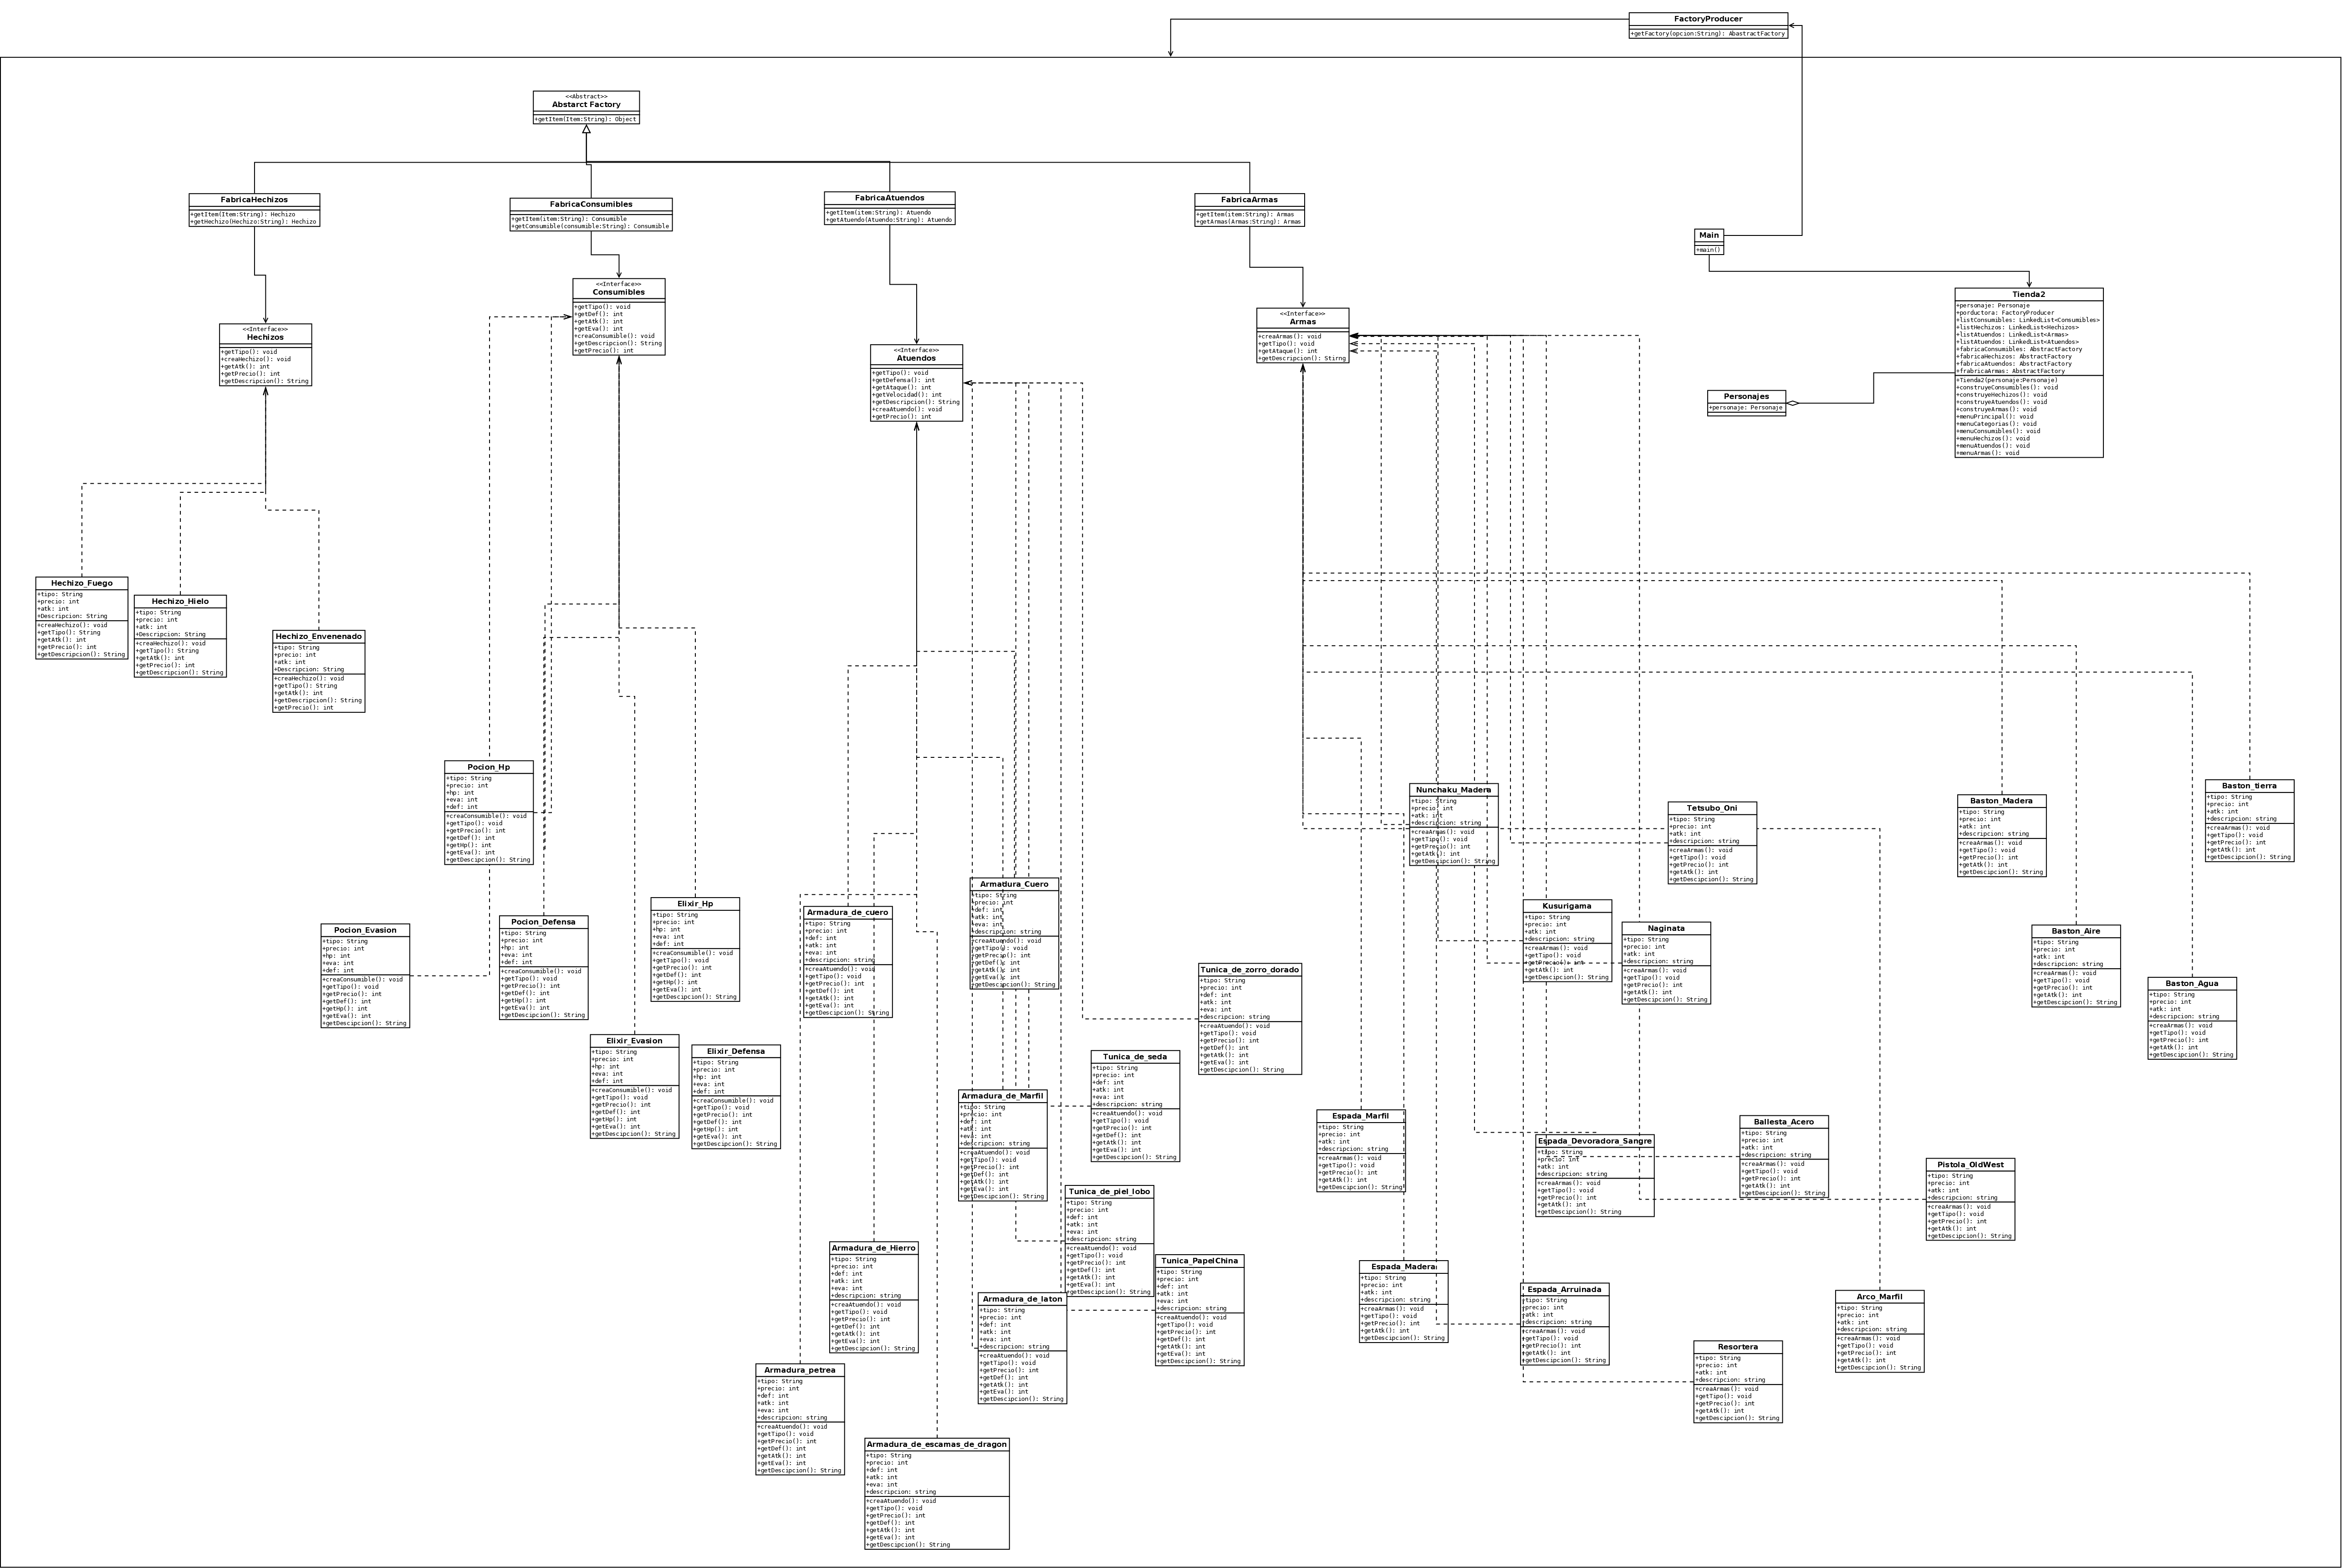 FactoryProducer
+getFactory(opcion:String): AbastractFactory
<<Abstract>>
Abstarct Factory
+getItem(Item:String): Object
FabricaHechizos
+getItem(Item:String): Hechizo
+getHechizo(Hechizo:String): Hechizo
FabricaConsumibles
+getItem(item:String): Consumible
+getConsumible(consumible:String): Consumible
FabricaAtuendos
+getItem(item:String): Atuendo
+getAtuendo(Atuendo:String): Atuendo
FabricaArmas
+getItem(item:String): Armas
+getArmas(Armas:String): Armas
Main
+main()
<<Interface>>
Hechizos
+getTipo(): void
+creaHechizo(): void
+getAtk(): int
+getPrecio(): int
+getDescripcion(): String
<<Interface>>
Consumibles
+getTipo(): void
+getDef(): int
+getAtk(): int
+getEva(): int
+creaConsumible(): void
+getDescripcion(): String
+getPrecio(): int
<<Interface>>
Atuendos
+getTipo(): void
+getDefensa(): int
+getAtaque(): int
+getVelocidad(): int
+getDescripcion(): String
+creaAtuendo(): void
+getPrecio(): int
<<Interface>>
Armas
+creaArmas(): void
+getTipo(): void
+getAtaque(): int
+getDescripcion(): Stirng
Tienda2
+personaje: Personaje
+porductora: FactoryProducer
+listConsumibles: LinkedList<Consumibles>
+listHechizos: LinkedList<Hechizos>
+listAtuendos: LinkedList<Armas>
+listAtuendos: LinkedList<Atuendos>
+fabricaConsumibles: AbstractFactory
+fabricaHechizos: AbstractFactory
+fabricaAtuendos: AbstractFactory
+frabricaArmas: AbstractFactory
+Tienda2(personaje:Personaje)
+construyeConsumibles(): void
+construyeHechizos(): void
+construyeAtuendos(): void
+construyeArmas(): void
+menuPrincipal(): void
+menuCategorias(): void
+menuConsumibles(): void
+menuHechizos(): void
+menuAtuendos(): void
+menuArmas(): void
Personajes
+personaje: Personaje
Hechizo_Fuego
+tipo: String
+precio: int
+atk: int
+Descripcion: String
+creaHechizo(): void
+getTipo(): String
+getAtk(): int
+getPrecio(): int
+getDescripcion(): String
Hechizo_Hielo
+tipo: String
+precio: int
+atk: int
+Descripcion: String
+creaHechizo(): void
+getTipo(): String
+getAtk(): int
+getPrecio(): int
+getDescripcion(): String
Hechizo_Envenenado
+tipo: String
+precio: int
+atk: int
+Descripcion: String
+creaHechizo(): void
+getTipo(): String
+getAtk(): int
+getDescripcion(): String
+getPrecio(): int
Pocion_Hp
+tipo: String
+precio: int
+hp: int
+eva: int
+def: int
+creaConsumible(): void
+getTipo(): void
+getPrecio(): int
+getDef(): int
+getHp(): int
+getEva(): int
+getDescipcion(): String
Pocion_Evasion
+tipo: String
+precio: int
+hp: int
+eva: int
+def: int
+creaConsumible(): void
+getTipo(): void
+getPrecio(): int
+getDef(): int
+getHp(): int
+getEva(): int
+getDescipcion(): String
Pocion_Defensa
+tipo: String
+precio: int
+hp: int
+eva: int
+def: int
+creaConsumible(): void
+getTipo(): void
+getPrecio(): int
+getDef(): int
+getHp(): int
+getEva(): int
+getDescipcion(): String
Elixir_Hp
+tipo: String
+precio: int
+hp: int
+eva: int
+def: int
+creaConsumible(): void
+getTipo(): void
+getPrecio(): int
+getDef(): int
+getHp(): int
+getEva(): int
+getDescipcion(): String
Elixir_Evasion
+tipo: String
+precio: int
+hp: int
+eva: int
+def: int
+creaConsumible(): void
+getTipo(): void
+getPrecio(): int
+getDef(): int
+getHp(): int
+getEva(): int
+getDescipcion(): String
Elixir_Defensa
+tipo: String
+precio: int
+hp: int
+eva: int
+def: int
+creaConsumible(): void
+getTipo(): void
+getPrecio(): int
+getDef(): int
+getHp(): int
+getEva(): int
+getDescipcion(): String
Armadura_de_cuero
+tipo: String
+precio: int
+def: int
+atk: int
+eva: int
+descripcion: string
+creaAtuendo(): void
+getTipo(): void
+getPrecio(): int
+getDef(): int
+getAtk(): int
+getEva(): int
+getDescipcion(): String
Armadura_Cuero
+tipo: String
+precio: int
+def: int
+atk: int
+eva: int
+descripcion: string
+creaAtuendo(): void
+getTipo(): void
+getPrecio(): int
+getDef(): int
+getAtk(): int
+getEva(): int
+getDescipcion(): String
Tunica_de_zorro_dorado
+tipo: String
+precio: int
+def: int
+atk: int
+eva: int
+descripcion: string
+creaAtuendo(): void
+getTipo(): void
+getPrecio(): int
+getDef(): int
+getAtk(): int
+getEva(): int
+getDescipcion(): String
Tunica_de_seda
+tipo: String
+precio: int
+def: int
+atk: int
+eva: int
+descripcion: string
+creaAtuendo(): void
+getTipo(): void
+getPrecio(): int
+getDef(): int
+getAtk(): int
+getEva(): int
+getDescipcion(): String
Armadura_de_Marfil
+tipo: String
+precio: int
+def: int
+atk: int
+eva: int
+descripcion: string
+creaAtuendo(): void
+getTipo(): void
+getPrecio(): int
+getDef(): int
+getAtk(): int
+getEva(): int
+getDescipcion(): String
Tunica_de_piel_lobo
+tipo: String
+precio: int
+def: int
+atk: int
+eva: int
+descripcion: string
+creaAtuendo(): void
+getTipo(): void
+getPrecio(): int
+getDef(): int
+getAtk(): int
+getEva(): int
+getDescipcion(): String
Armadura_de_Hierro
+tipo: String
+precio: int
+def: int
+atk: int
+eva: int
+descripcion: string
+creaAtuendo(): void
+getTipo(): void
+getPrecio(): int
+getDef(): int
+getAtk(): int
+getEva(): int
+getDescipcion(): String
Tunica_PapelChina
+tipo: String
+precio: int
+def: int
+atk: int
+eva: int
+descripcion: string
+creaAtuendo(): void
+getTipo(): void
+getPrecio(): int
+getDef(): int
+getAtk(): int
+getEva(): int
+getDescipcion(): String
Armadura_de_laton
+tipo: String
+precio: int
+def: int
+atk: int
+eva: int
+descripcion: string
+creaAtuendo(): void
+getTipo(): void
+getPrecio(): int
+getDef(): int
+getAtk(): int
+getEva(): int
+getDescipcion(): String
Armadura_petrea
+tipo: String
+precio: int
+def: int
+atk: int
+eva: int
+descripcion: string
+creaAtuendo(): void
+getTipo(): void
+getPrecio(): int
+getDef(): int
+getAtk(): int
+getEva(): int
+getDescipcion(): String
Armadura_de_escamas_de_dragon
+tipo: String
+precio: int
+def: int
+atk: int
+eva: int
+descripcion: string
+creaAtuendo(): void
+getTipo(): void
+getPrecio(): int
+getDef(): int
+getAtk(): int
+getEva(): int
+getDescipcion(): String
Nunchaku_Madera
+tipo: String
+precio: int
+atk: int
+descripcion: string
+creaArmas(): void
+getTipo(): void
+getPrecio(): int
+getAtk(): int
+getDescipcion(): String
Tetsubo_Oni
+tipo: String
+precio: int
+atk: int
+descripcion: string
+creaArmas(): void
+getTipo(): void
+getPrecio(): int
+getAtk(): int
+getDescipcion(): String
Baston_Madera
+tipo: String
+precio: int
+atk: int
+descripcion: string
+creaArmas(): void
+getTipo(): void
+getPrecio(): int
+getAtk(): int
+getDescipcion(): String
Baston_tierra
+tipo: String
+precio: int
+atk: int
+descripcion: string
+creaArmas(): void
+getTipo(): void
+getPrecio(): int
+getAtk(): int
+getDescipcion(): String
Kusurigama
+tipo: String
+precio: int
+atk: int
+descripcion: string
+creaArmas(): void
+getTipo(): void
+getPrecio(): int
+getAtk(): int
+getDescipcion(): String
Naginata
+tipo: String
+precio: int
+atk: int
+descripcion: string
+creaArmas(): void
+getTipo(): void
+getPrecio(): int
+getAtk(): int
+getDescipcion(): String
Baston_Aire
+tipo: String
+precio: int
+atk: int
+descripcion: string
+creaArmas(): void
+getTipo(): void
+getPrecio(): int
+getAtk(): int
+getDescipcion(): String
Baston_Agua
+tipo: String
+precio: int
+atk: int
+descripcion: string
+creaArmas(): void
+getTipo(): void
+getPrecio(): int
+getAtk(): int
+getDescipcion(): String
Espada_Marfil
+tipo: String
+precio: int
+atk: int
+descripcion: string
+creaArmas(): void
+getTipo(): void
+getPrecio(): int
+getAtk(): int
+getDescipcion(): String
Espada_Devoradora_Sangre
+tipo: String
+precio: int
+atk: int
+descripcion: string
+creaArmas(): void
+getTipo(): void
+getPrecio(): int
+getAtk(): int
+getDescipcion(): String
Ballesta_Acero
+tipo: String
+precio: int
+atk: int
+descripcion: string
+creaArmas(): void
+getTipo(): void
+getPrecio(): int
+getAtk(): int
+getDescipcion(): String
Pistola_OldWest
+tipo: String
+precio: int
+atk: int
+descripcion: string
+creaArmas(): void
+getTipo(): void
+getPrecio(): int
+getAtk(): int
+getDescipcion(): String
Espada_Madera
+tipo: String
+precio: int
+atk: int
+descripcion: string
+creaArmas(): void
+getTipo(): void
+getPrecio(): int
+getAtk(): int
+getDescipcion(): String
Espada_Arruinada
+tipo: String
+precio: int
+atk: int
+descripcion: string
+creaArmas(): void
+getTipo(): void
+getPrecio(): int
+getAtk(): int
+getDescipcion(): String
Arco_Marfil
+tipo: String
+precio: int
+atk: int
+descripcion: string
+creaArmas(): void
+getTipo(): void
+getPrecio(): int
+getAtk(): int
+getDescipcion(): String
Resortera
+tipo: String
+precio: int
+atk: int
+descripcion: string
+creaArmas(): void
+getTipo(): void
+getPrecio(): int
+getAtk(): int
+getDescipcion(): String